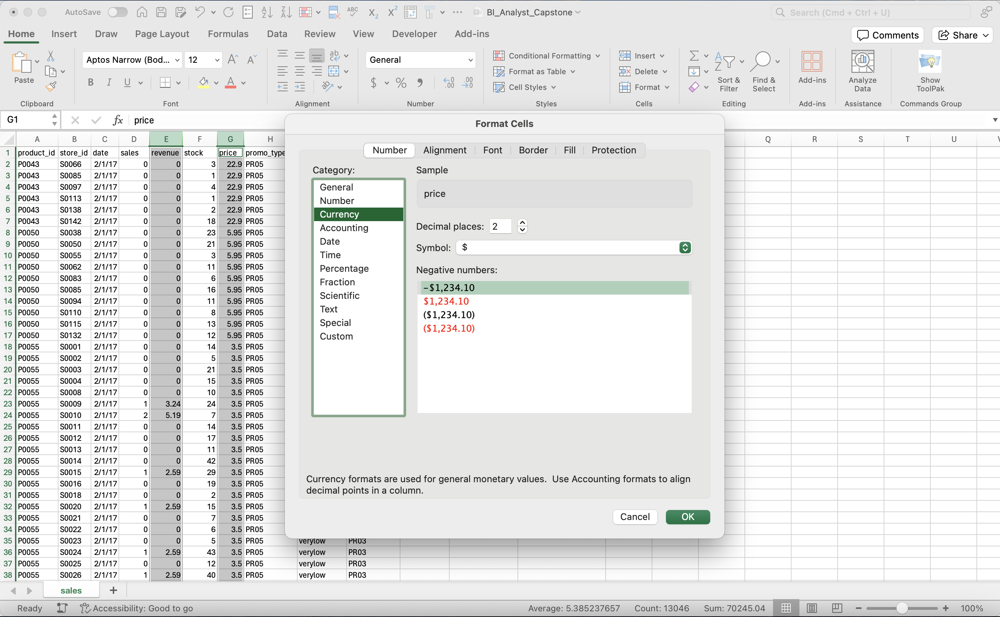 AutoSave
ABC
BI_Analyst_Capstone
Search (Cmd + Ctrl + U)
Home Insert Draw Page Layout Formulas Data Review View Developer Add-ins
Comments Share
Paste
Aptos Narrow (Bod... 12
General
Conditional Formatting
Format as Table
Cell Styles
Insert
Delete
Format
Sort & Filter
Find & Select
Add-ins
Analyze Data
Show ToolPak
Clipboard Font Alignment Number Styles Cells Editing Add-ins Assistance Commands Group
G1 fx price
A B C D E F G H Q R S T U
1 product_id store_id date sales revenue stock price promo_type
2 P0043 S0066 2/1/17 0 0 3 22.9 PR05
3 P0043 S0085 2/1/17 0 0 1 22.9 PR05
4 P0043 S0097 2/1/17 0 0 4 22.9 PR05
5 P0043 S0113 2/1/17 0 0 1 22.9 PR05
6 P0043 S0138 2/1/17 0 0 2 22.9 PR05
7 P0043 S0142 2/1/17 0 0 18 22.9 PR05
8 P0050 S0038 2/1/17 0 0 23 5.95 PR05
9 P0050 S0050 2/1/17 0 0 21 5.95 PR05
10 P0050 S0055 2/1/17 0 0 3 5.95 PR05
11 P0050 S0062 2/1/17 0 0 11 5.95 PR05
12 P0050 S0083 2/1/17 0 0 6 5.95 PR05
13 P0050 S0085 2/1/17 0 0 16 5.95 PR05
14 P0050 S0094 2/1/17 0 0 11 5.95 PR05
15 P0050 S0110 2/1/17 0 0 8 5.95 PR05
16 P0050 S0115 2/1/17 0 0 13 5.95 PR05
17 P0050 S0132 2/1/17 0 0 12 5.95 PR05
18 P0055 S0001 2/1/17 0 0 14 3.5 PR05
19 P0055 S0002 2/1/17 0 0 5 3.5 PR05
20 P0055 S0003 2/1/17 0 0 21 3.5 PR05
21 P0055 S0004 2/1/17 0 0 15 3.5 PR05
22 P0055 S0008 2/1/17 0 0 10 3.5 PR05
23 P0055 S0009 2/1/17 1 3.24 24 3.5 PR05
24 P0055 S0010 2/1/17 2 5.19 7 3.5 PR05
25 P0055 S0011 2/1/17 0 0 14 3.5 PR05
26 P0055 S0012 2/1/17 0 0 17 3.5 PR05
27 P0055 S0013 2/1/17 0 0 11 3.5 PR05
28 P0055 S0014 2/1/17 0 0 42 3.5 PR05
29 P0055 S0015 2/1/17 1 2.59 29 3.5 PR05
30 P0055 S0016 2/1/17 0 0 19 3.5 PR05
31 P0055 S0018 2/1/17 0 0 2 3.5 PR05
32 P0055 S0020 2/1/17 1 2.59 15 3.5 PR05
33 P0055 S0021 2/1/17 0 0 7 3.5 PR05
34 P0055 S0022 2/1/17 0 0 6 3.5 PR05
35 P0055 S0023 2/1/17 0 0 5 3.5 PR05 verylow PR03
36 P0055 S0024 2/1/17 1 2.59 43 3.5 PR05 verylow PR03
37 P0055 S0025 2/1/17 0 0 12 3.5 PR05 verylow PR03
38 P0055 S0026 2/1/17 1 2.59 40 3.5 PR05 verylow PR03
Format Cells
Number Alignment Font Border Fill Protection
Category:
General
Number
Currency
Accounting
Date
Time
Percentage
Fraction
Scientific
Text
Special
Custom
Sample
price
Decimal places: 2
Symbol: $
Negative numbers:
-$1,234.10
$1,234.10
($1,234.10)
($1,234.10)
Currency formats are used for general monetary values. Use Accounting formats to align
decimal points in a column.
Cancel OK
sales +
Ready Accessibility: Good to go Average: 5.385237657 Count: 13046 Sum: 70245.04 100%